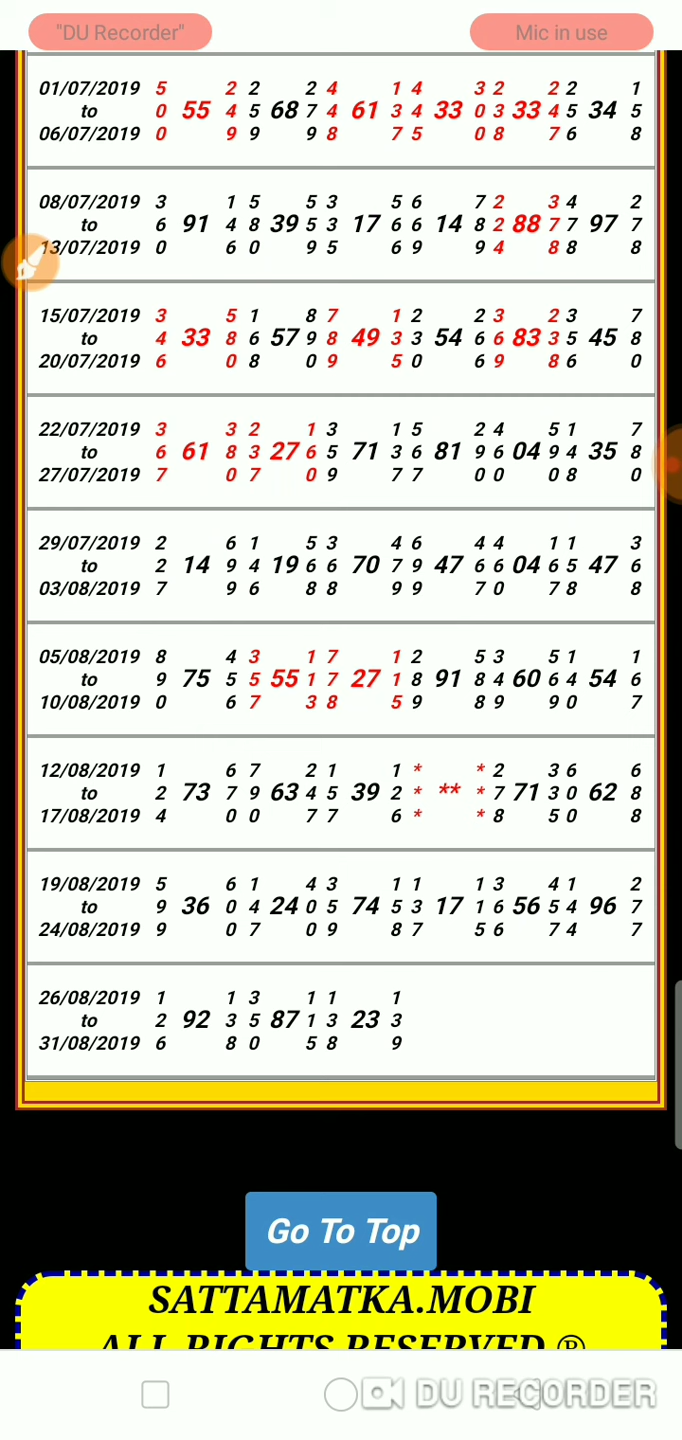 "DU Recorder" Mic in use
01/07/2019 5 2 2 2 4 1 4 3 2 2 2 1
to 0 55 4 5 68 7 4 61 3 4 33 0 3 33 4 5 34 5
06/07/2019 0 9 9 9 8 7 5 0 8 7 6 8
08/07/2019 3 1 5 5 3 5 6 7 2 3 4 2
to 6 91 4 8 39 5 3 17 6 6 14 8 2 88 7 7 97 7
13/07/2019 0 6 0 9 5 6 9 9 4 8 8 8
15/07/2019 3 5 1 8 7 1 2 2 3 2 3 7
to 4 33 8 6 57 9 8 49 3 3 54 6 6 83 3 5 45 8
20/07/2019 6 0 8 0 9 5 0 6 9 8 6 0
22/07/2019 3 3 2 1 3 1 5 2 4 5 1 7
to 6 61 8 3 27 6 5 71 3 6 81 9 6 04 9 4 35 8
27/07/2019 7 0 7 0 9 7 7 0 0 0 8 0
29/07/2019 2 6 1 5 3 4 6 4 4 1 1 3
to 2 14 9 4 19 6 6 70 7 9 47 6 6 04 6 5 47 6
03/08/2019 7 9 6 8 8 9 9 7 0 7 8 8
05/08/2019 8 4 3 1 7 1 2 5 3 5 1 1
to 9 75 5 5 55 1 7 27 1 8 91 8 4 60 6 4 54 6
10/08/2019 0 6 7 3 8 5 9 8 9 9 0 7
12/08/2019 1 6 7 2 1 1 * * 2 3 6 6
to 2 73 7 9 63 4 5 39 2 * ** * 7 71 3 0 62 8
17/08/2019 4 0 0 7 7 6 * * 8 5 0 8
19/08/2019 5 6 1 4 3 1 1 1 3 4 1 2
to 9 36 0 4 24 0 5 74 5 3 17 1 6 56 5 4 96 7
24/08/2019 9 0 7 0 9 8 7 5 6 7 4 7
26/08/2019 1 1 3 1 1 1
to 2 92 3 5 87 1 3 23 3
31/08/2019 6 8 0 5 8 9
Go To Top
SATTAMATKA.MOBI
ALL RIGHTS RESERVED ®
DU RECORDER